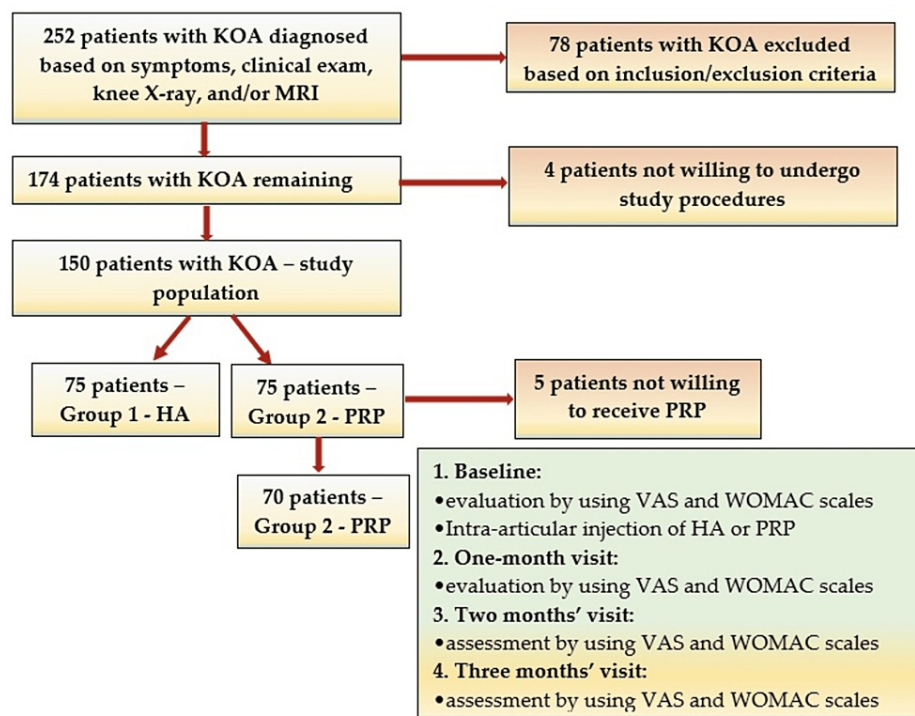 252 patients with KOA diagnosed
based on symptoms, clinical exam,
knee X-ray, and/or MRI
78 patients with KOA excluded
based on inclusion/exclusion criteria
174 patients with KOA remaining
4 patients not willing to undergo
study procedures
150 patients with KOA – study
population
75 patients –
Group 1 - HA
75 patients –
Group 2 - PRP
5 patients not willing
to receive PRP
70 patients –
Group 2 - PRP
1. Baseline:
•evaluation by using VAS and WOMAC scales
•Intra-articular injection of HA or PRP
2. One-month visit:
•evaluation by using VAS and WOMAC scales
3. Two months’ visit:
•assessment by using VAS and WOMAC scales
4. Three months’ visit:
•assessment by using VAS and WOMAC scales